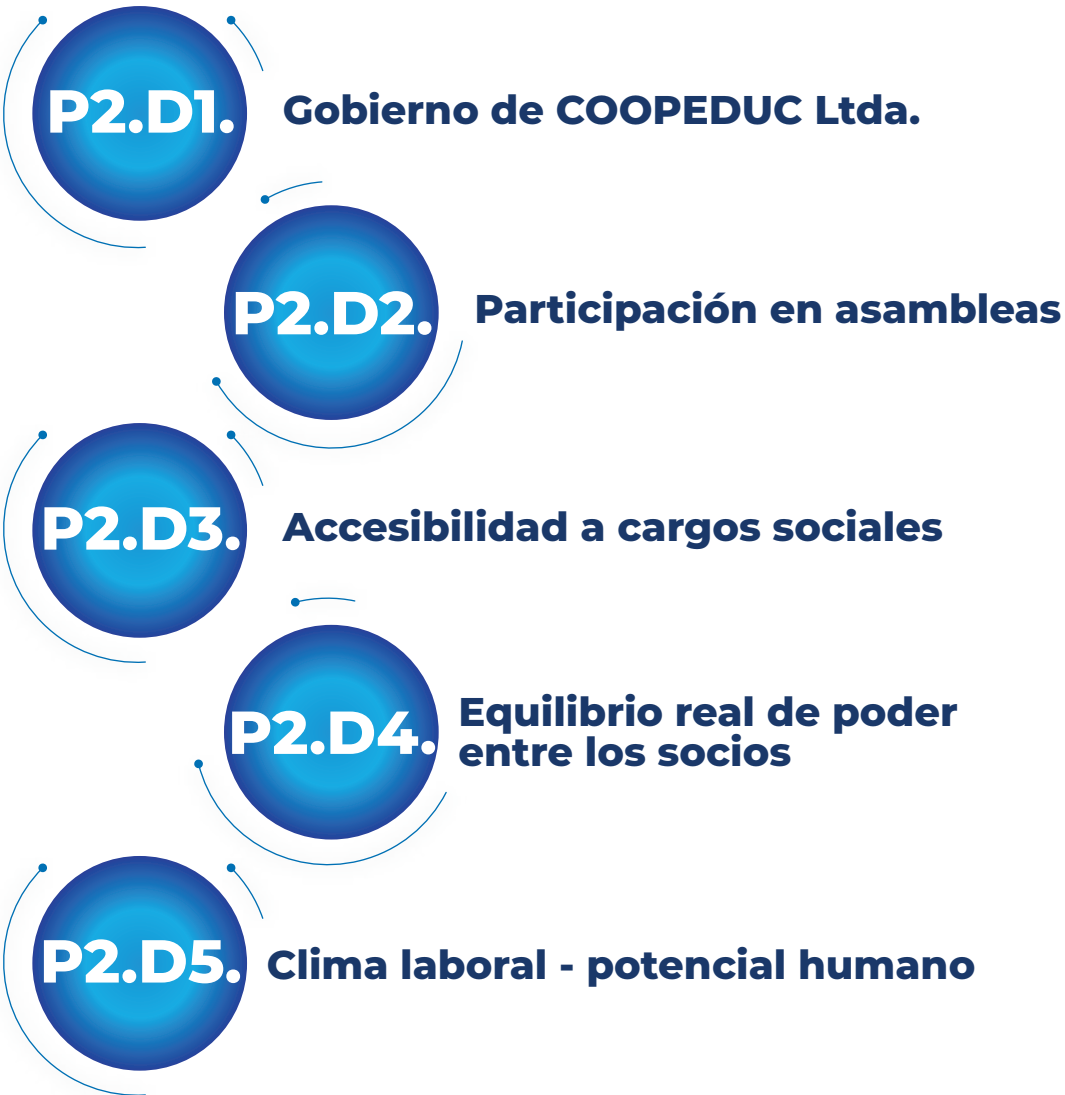 P2.D1.
Gobierno de COOPEDUC Ltda.
P2.D2.
Participación en asambleas
P2.D3.
Accesibilidad a cargos sociales
P2.D4.
Equilibrio real de poder
entre los socios
P2.D5.
Clima laboral - potencial humano